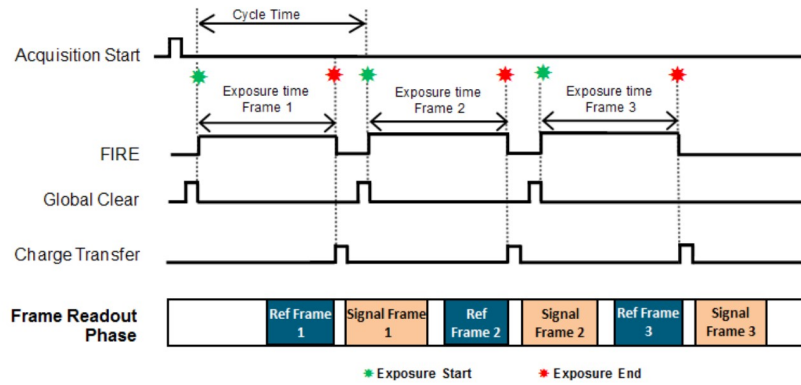 Cycle Time
Acquisition Start
Exposure time
Frame 1
Exposure time
Frame 2
Exposure time
Frame 3
FIRE
Global Clear
Charge Transfer
Frame Readout
Phase
Ref Frame
1
Signal Frame
1
Ref
Frame 2
Signal
Frame 2
Ref Frame
3
Signal
Frame 3
Exposure Start
Exposure End